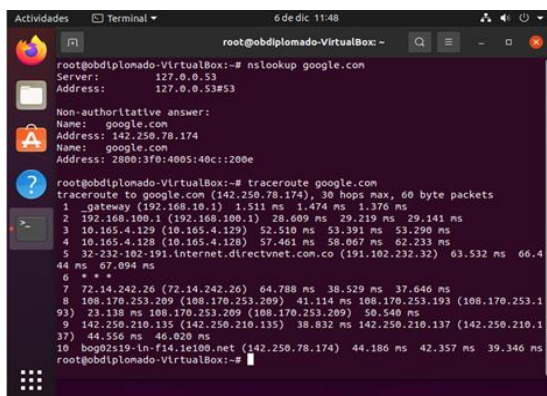 Actividades
Terminal
6 de dic 11:48
root@obdiplomado-VirtualBox: ~
root@obdiplomado-VirtualBox:~# nslookup google.com
Server: 127.0.0.53
Address: 127.0.0.53#53
Non-authoritative answer:
Name: google.com
Address: 142.250.78.174
Name: google.com
Address: 2800:3f0:4005:40c::200e
root@obdiplomado-VirtualBox:~# traceroute google.com
traceroute to google.com (142.250.78.174), 30 hops max, 60 byte packets
1 _gateway (192.168.10.1) 1.511 ms 1.474 ms 1.376 ms
2 192.168.100.1 (192.168.100.1) 28.609 ms 29.219 ms 29.141 ms
3 10.165.4.129 (10.165.4.129) 52.510 ms 53.391 ms 53.290 ms
4 10.165.4.128 (10.165.4.128) 57.461 ms 58.067 ms 62.233 ms
5 32-232-102-191.internet.directvnet.com.co (191.102.232.32) 63.532 ms 66.4
44 ms 67.094 ms
6 * * *
7 72.14.242.26 (72.14.242.26) 64.788 ms 38.529 ms 37.646 ms
8 108.170.253.209 (108.170.253.209) 41.114 ms 108.170.253.193 (108.170.253.1
93) 23.138 ms 108.170.253.209 (108.170.253.209) 50.540 ms
9 142.250.210.135 (142.250.210.135) 38.832 ms 142.250.210.137 (142.250.210.1
37) 44.556 ms 46.020 ms
10 bog02s19-in-f14.1e100.net (142.250.78.174) 44.186 ms 42.357 ms 39.346 ms
root@obdiplomado-VirtualBox:~#